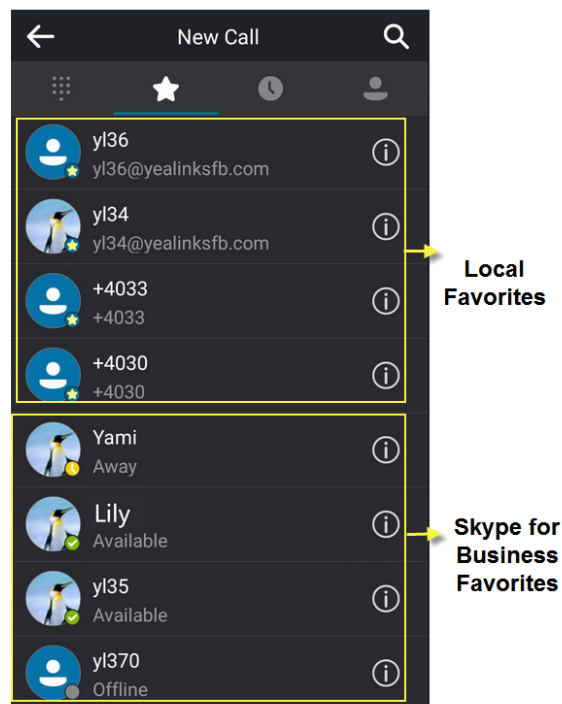 New Call
yl36
yl36@yealinksfb.com
yl34
yl34@yealinksfb.com
+4033
+4033
+4030
+4030
Local
Favorites
Yami
Away
Lily
Available
yl35
Available
yl370
Offline
Skype for
Business
Favorites